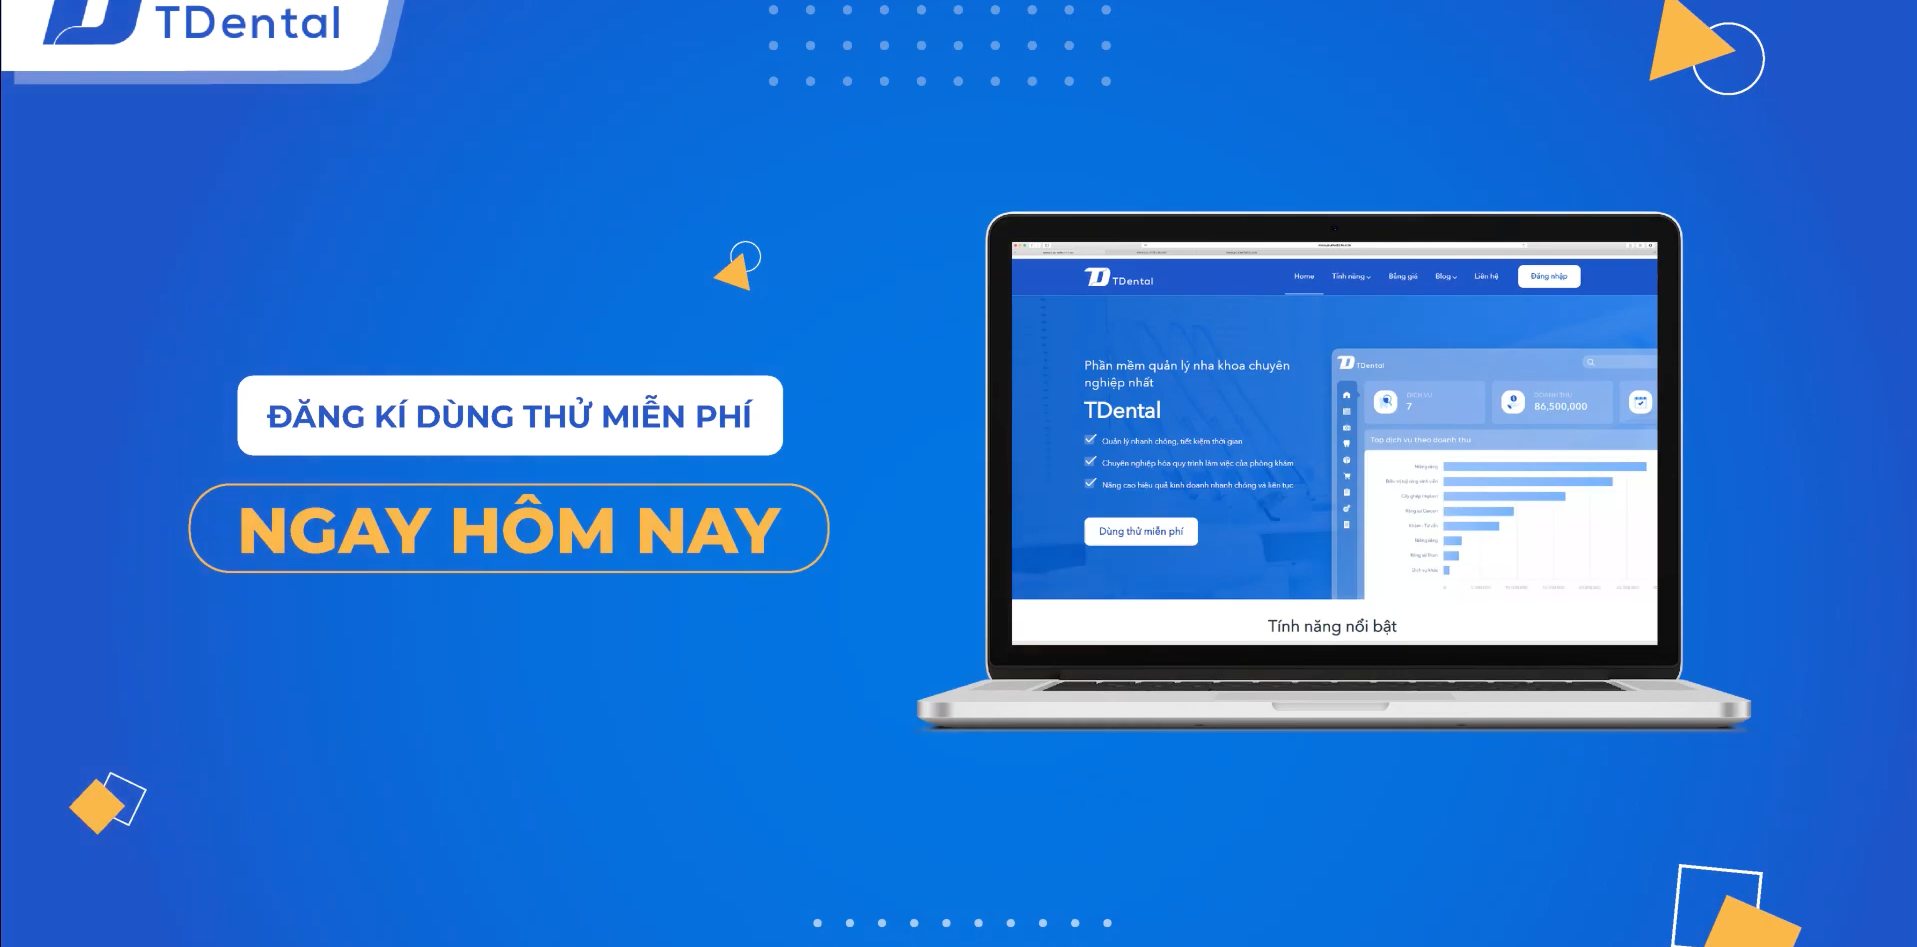 TDental
ĐĂNG KÍ DÙNG THỬ MIỄN PHÍ
NGAY HÔM NAY
TDental
Home
Tính năng
Bảng giá
Blog
Liên hệ
Đăng nhập
Phần mềm quản lý nha khoa chuyên
nghiệp nhất
TDental
Quản lý nhanh chóng, tiết kiệm thời gian
Chuyên nghiệp hóa quy trình làm việc của phòng khám
Nâng cao hiệu quả kinh doanh nhanh chóng và liên tục
Dùng thử miễn phí
TDental
DỊCH VỤ
7
DOANH THU
86,500,000
Top dịch vụ theo doanh thu
Tính năng nổi bật